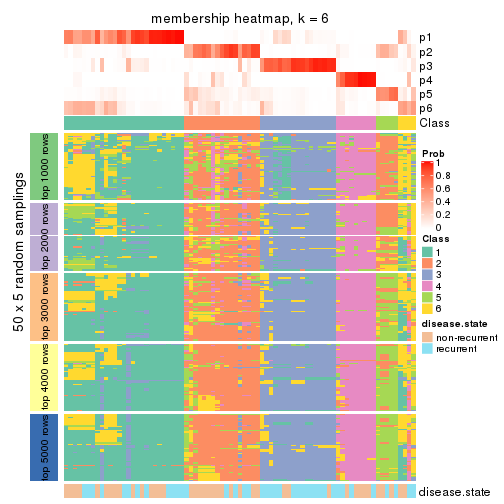 membership heatmap, k = 6
p1
p2
p3
p4
p5
p6
Class
50 x 5 random samplings
top 1000 rows
top 2000 rows
top 3000 rows
top 4000 rows
top 5000 rows
disease.state
Prob
1
0.8
0.6
0.4
0.2
0
Class
1
2
3
4
5
6
disease.state
non-recurrent
recurrent